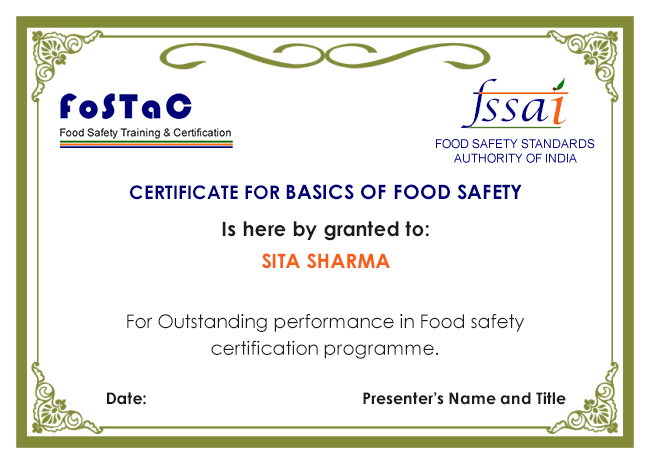 FoSTaC
Food Safety Training & Certification
fssai
FOOD SAFETY STANDARDS
AUTHORITY OF INDIA
CERTIFICATE FOR BASICS OF FOOD SAFETY
Is here by granted to:
SITA SHARMA
For Outstanding performance in Food safety
certification programme.
Date:
Presenter's Name and Title